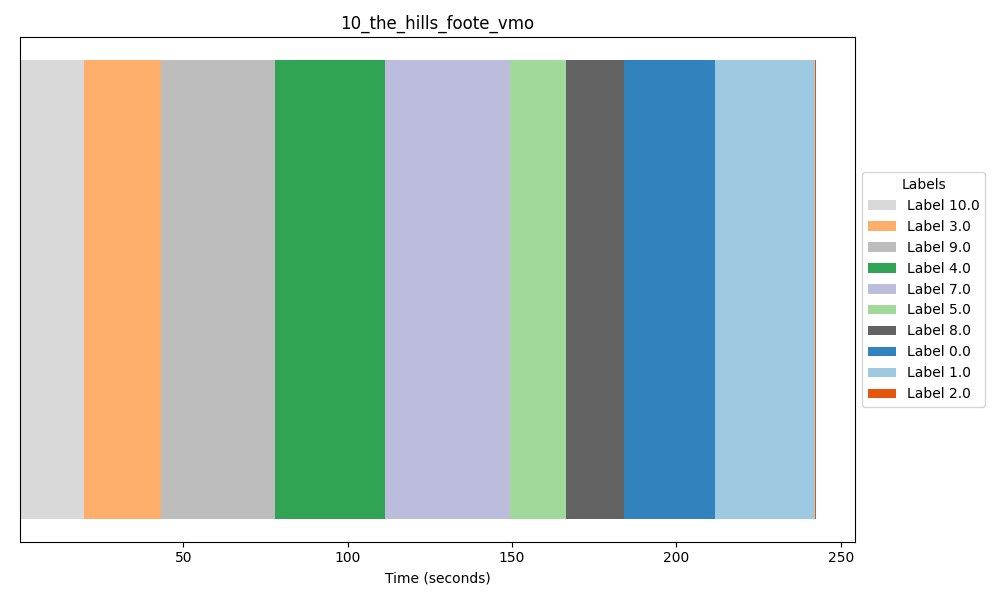 10_the_hills_foote_vmo
Labels
Label 10.0
Label 3.0
Label 9.0
Label 4.0
Label 7.0
Label 5.0
Label 8.0
Label 0.0
Label 1.0
Label 2.0
50 100 150 200 250
Time (seconds)